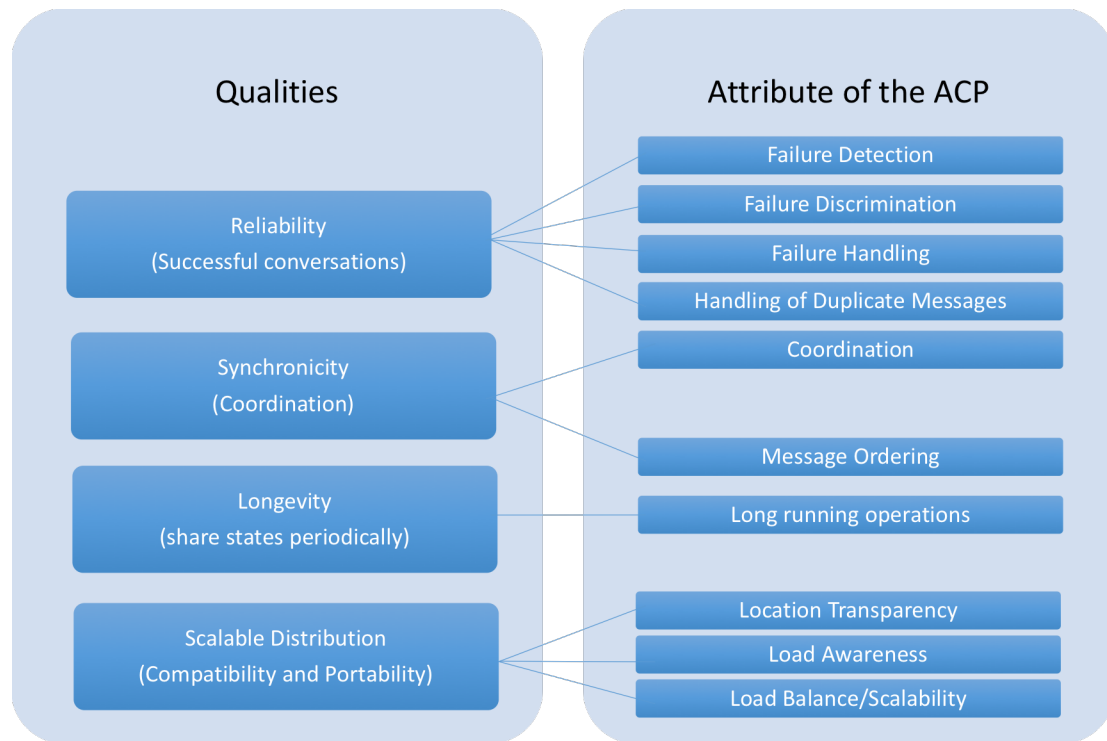 Qualities
Reliability
(Successful conversations)
Synchronicity
(Coordination)
Longevity
(share states periodically)
Scalable Distribution
(Compatibility and Portability)
Attribute of the ACP
Failure Detection
Failure Discrimination
Failure Handling
Handling of Duplicate Messages
Coordination
Message Ordering
Long running operations
Location Transparency
Load Awareness
Load Balance/Scalability